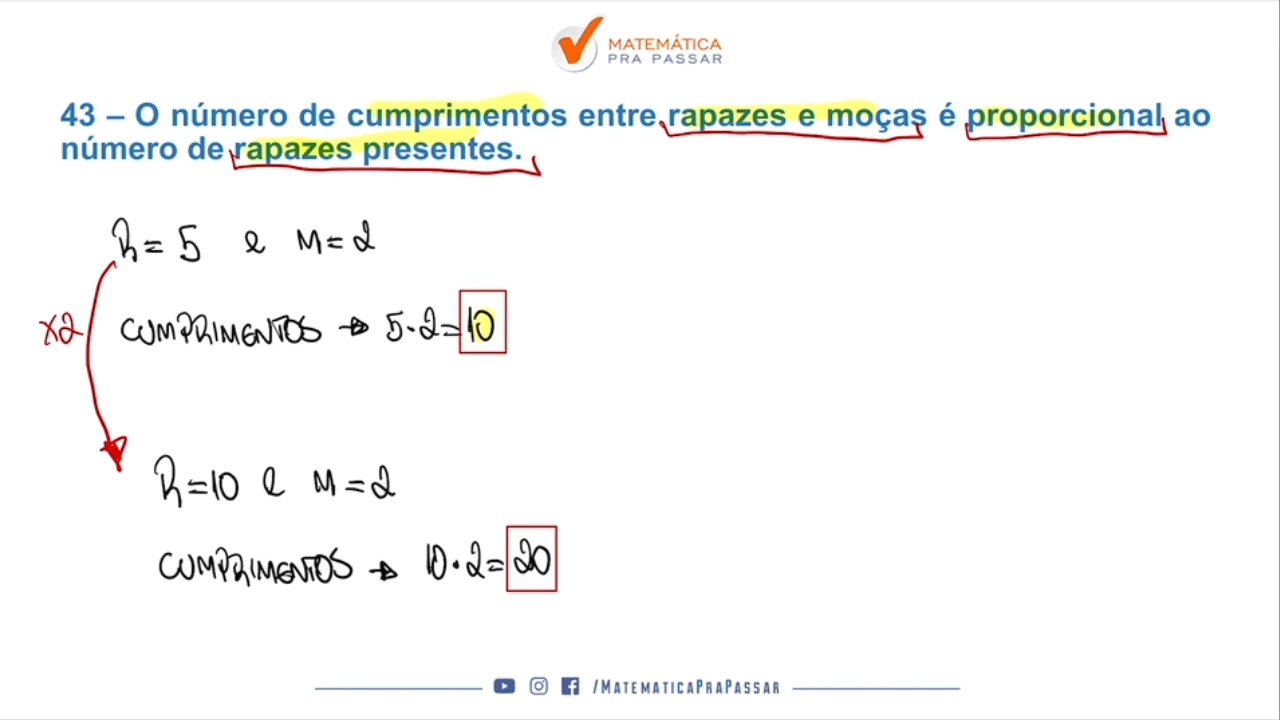 MATEMÁTICA
PRA PASSAR
43 – O número de cumprimentos entre rapazes e moças é proporcional ao
número de rapazes presentes.
R = 5 e M = 2
X2
CUMPRIMENTOS → 5·2=10
R=10 e M=2
CUMPRIMENTOS → 10·2=20
/MATEMATICAPRAPASSAR